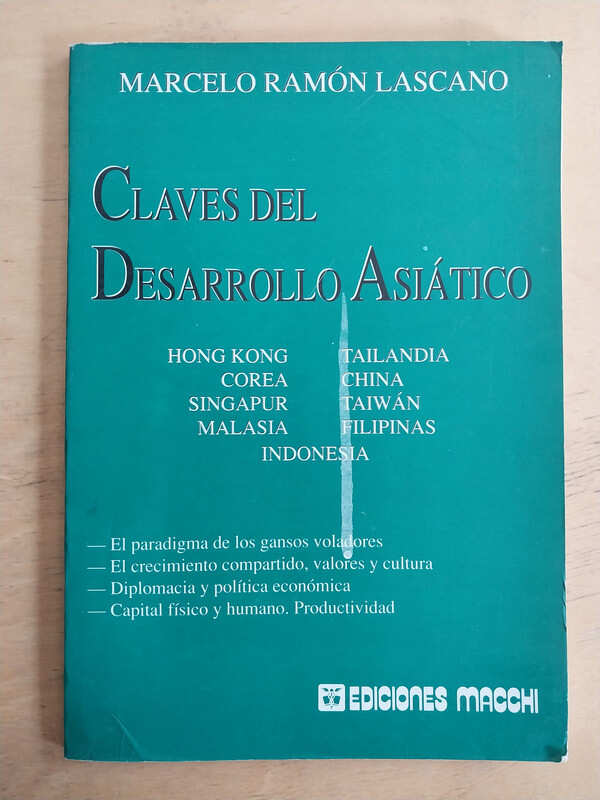 MARCELO RAMÓN LASCANO
CLAVES DEL
DESARROLLO ASIÁTICO
HONG KONG TAILANDIA
COREA CHINA
SINGAPUR TAIWÁN
MALASIA FILIPINAS
INDONESIA
— El paradigma de los gansos voladores
— El crecimiento compartido, valores y cultura
— Diplomacia y política económica
— Capital físico y humano. Productividad
EDICIONES MACCHI